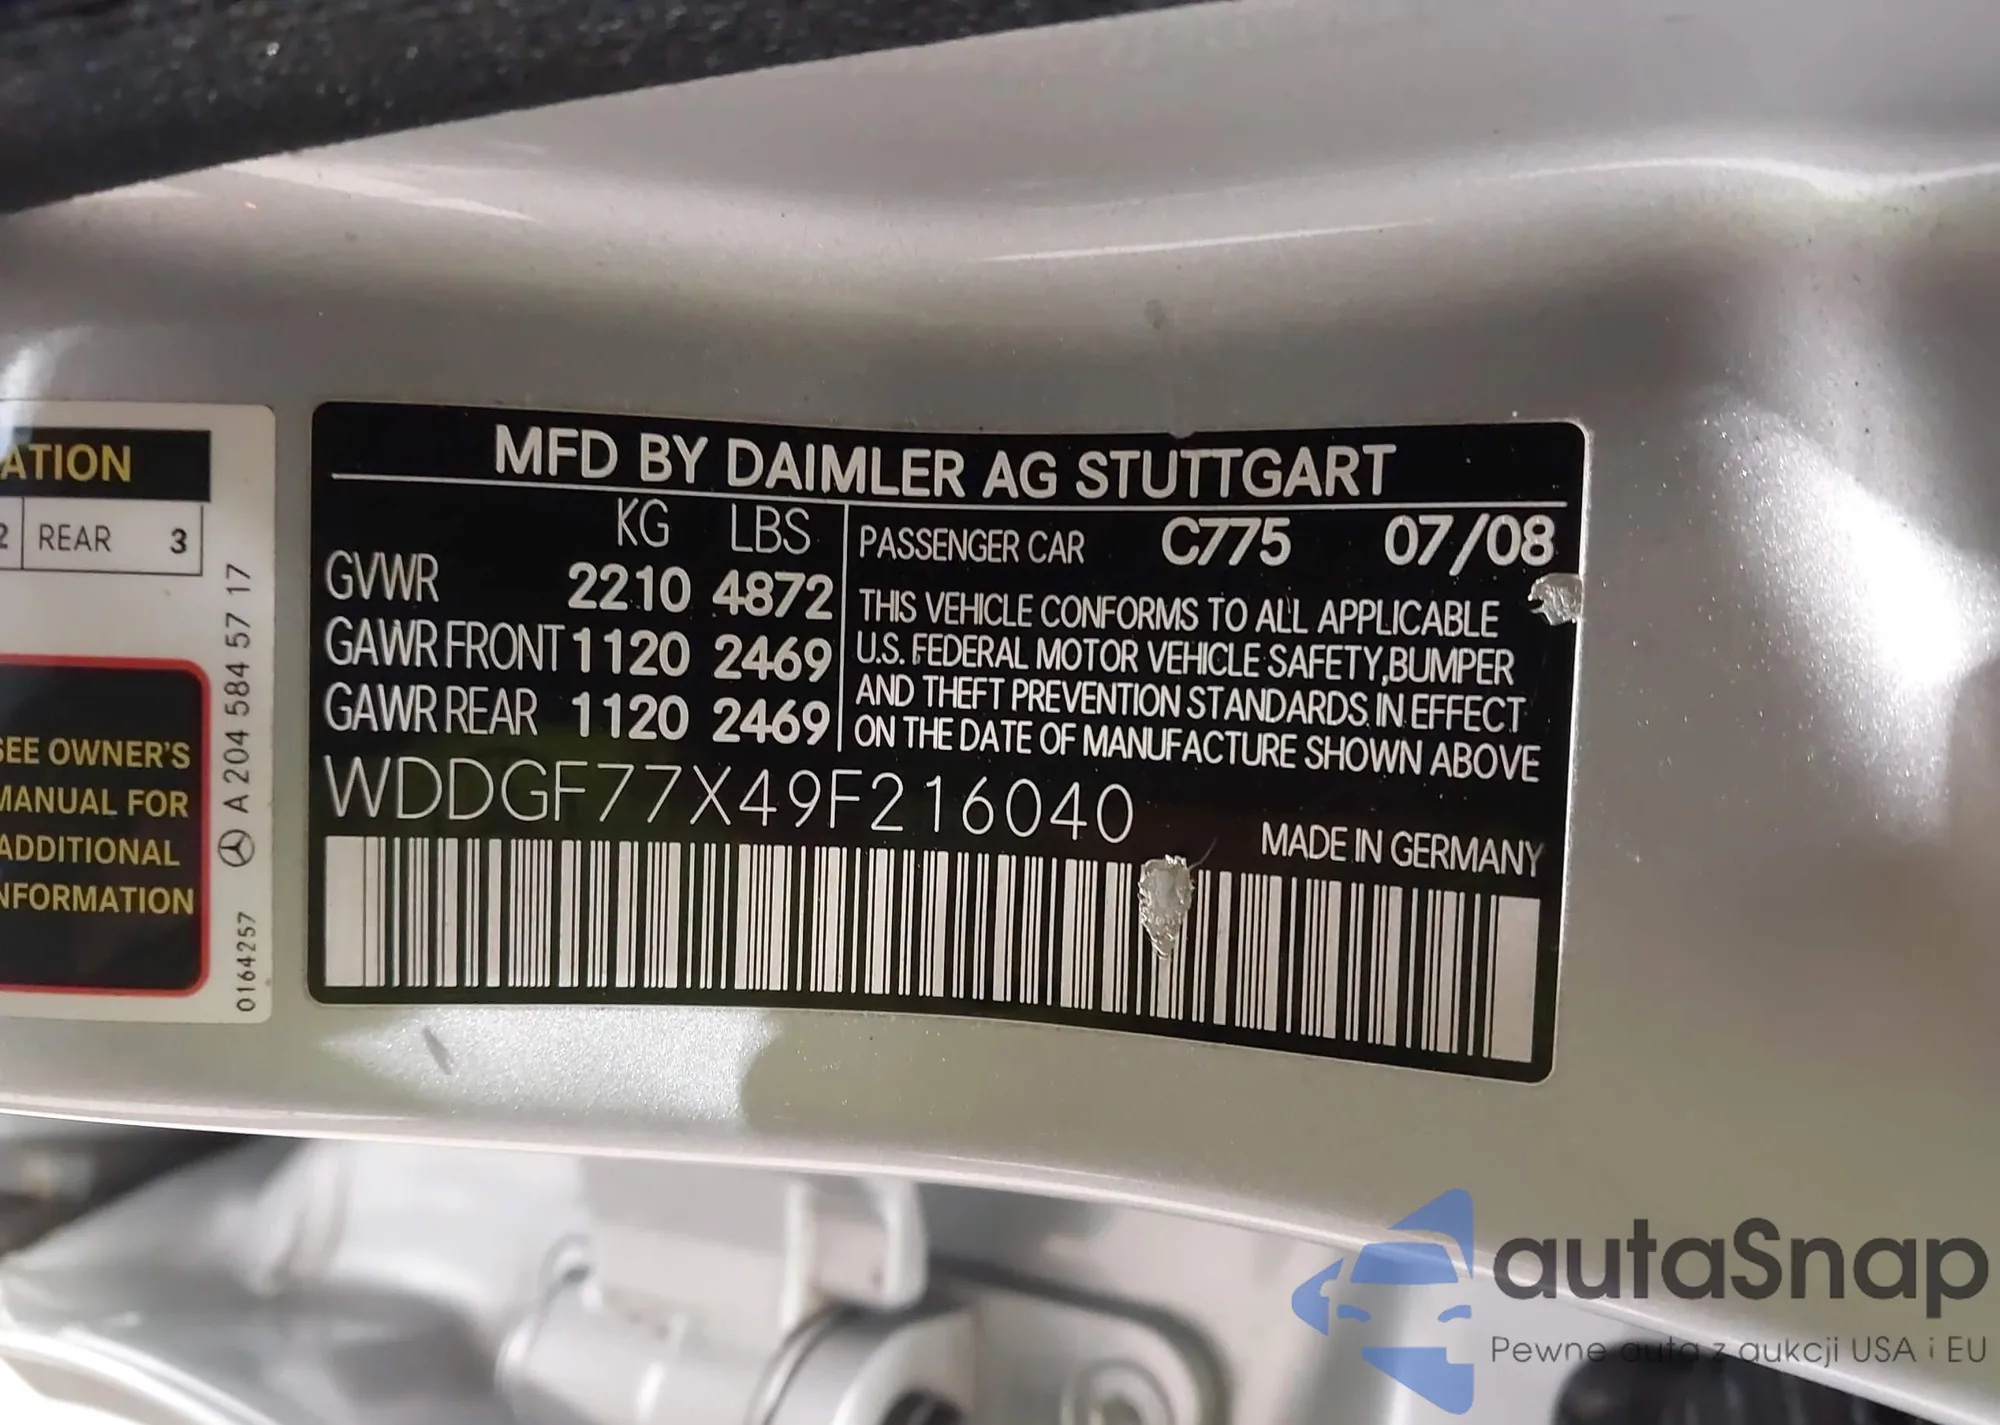 ATION
2 REAR 3
SEE OWNER'S
MANUAL FOR
ADDITIONAL
INFORMATION
A 204 584 57 17
0164257
MFD BY DAIMLER AG STUTTGART
KG LBS
GVWR 2210 4872
GAWR FRONT 1120 2469
GAWR REAR 1120 2469
PASSENGER CAR C775 07/08
THIS VEHICLE CONFORMS TO ALL APPLICABLE
U.S. FEDERAL MOTOR VEHICLE SAFETY,BUMPER
AND THEFT PREVENTION STANDARDS IN EFFECT
ON THE DATE OF MANUFACTURE SHOWN ABOVE
WDDGF77X49F216040
MADE IN GERMANY
autaSnap
Pewne auta z aukcji USA i EU